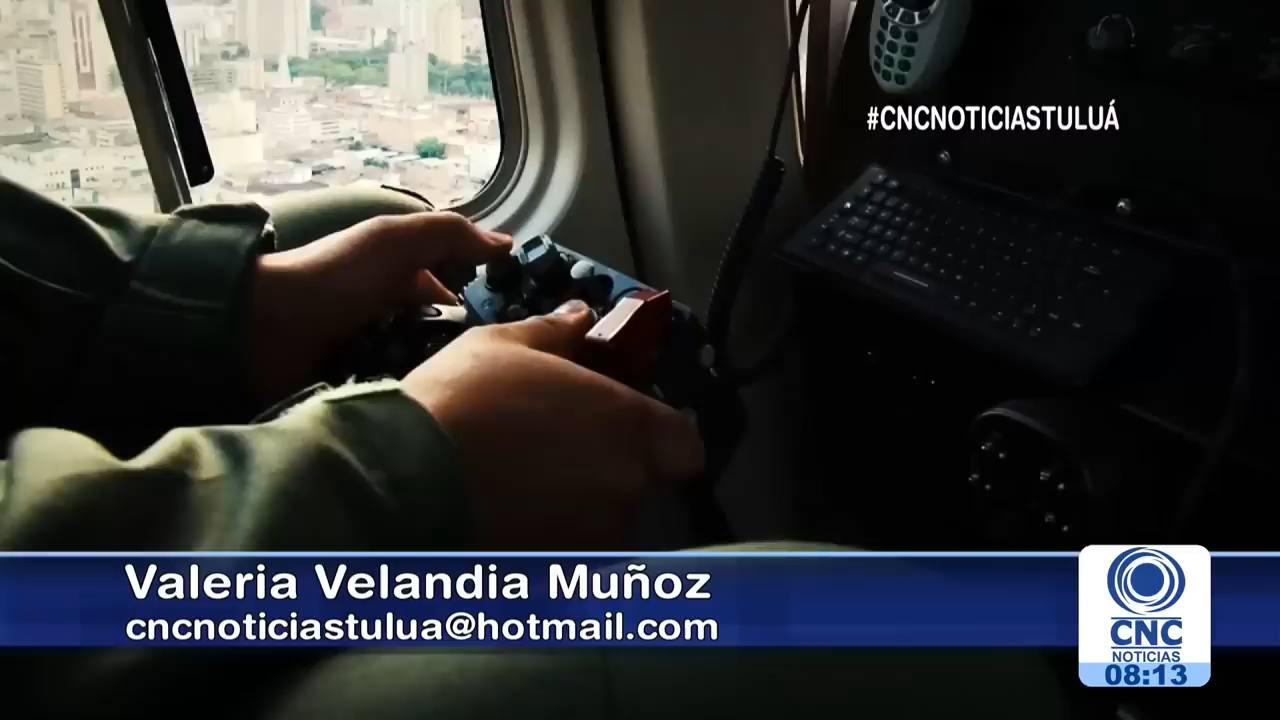 #CNCNOTICIASTULUÁ
Valeria Velandia Muñoz
cncnoticiastulua@hotmail.com
CNC
NOTICIAS
08:13